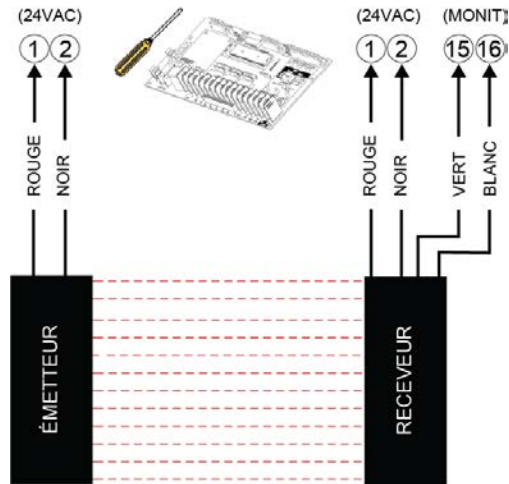 (24VAC) (24VAC) (MONIT)
1 2 1 2 15 16
ROUGE NOIR ROUGE NOIR VERT BLANC
ÉMETTEUR RECEVEUR